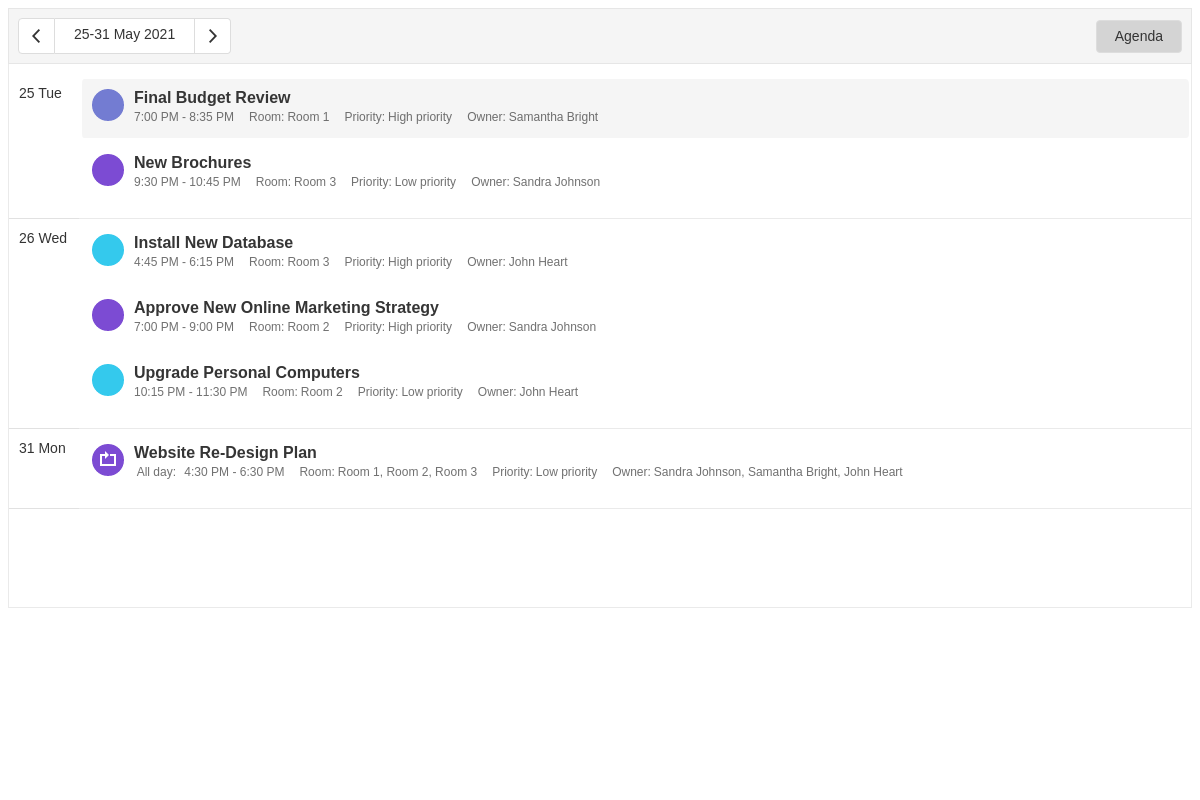 25-31 May 2021
Agenda
25 Tue
Final Budget Review
7:00 PM - 8:35 PM Room: Room 1 Priority: High priority Owner: Samantha Bright
New Brochures
9:30 PM - 10:45 PM Room: Room 3 Priority: Low priority Owner: Sandra Johnson
26 Wed
Install New Database
4:45 PM - 6:15 PM Room: Room 3 Priority: High priority Owner: John Heart
Approve New Online Marketing Strategy
7:00 PM - 9:00 PM Room: Room 2 Priority: High priority Owner: Sandra Johnson
Upgrade Personal Computers
10:15 PM - 11:30 PM Room: Room 2 Priority: Low priority Owner: John Heart
31 Mon
Website Re-Design Plan
All day: 4:30 PM - 6:30 PM Room: Room 1, Room 2, Room 3 Priority: Low priority Owner: Sandra Johnson, Samantha Bright, John Heart